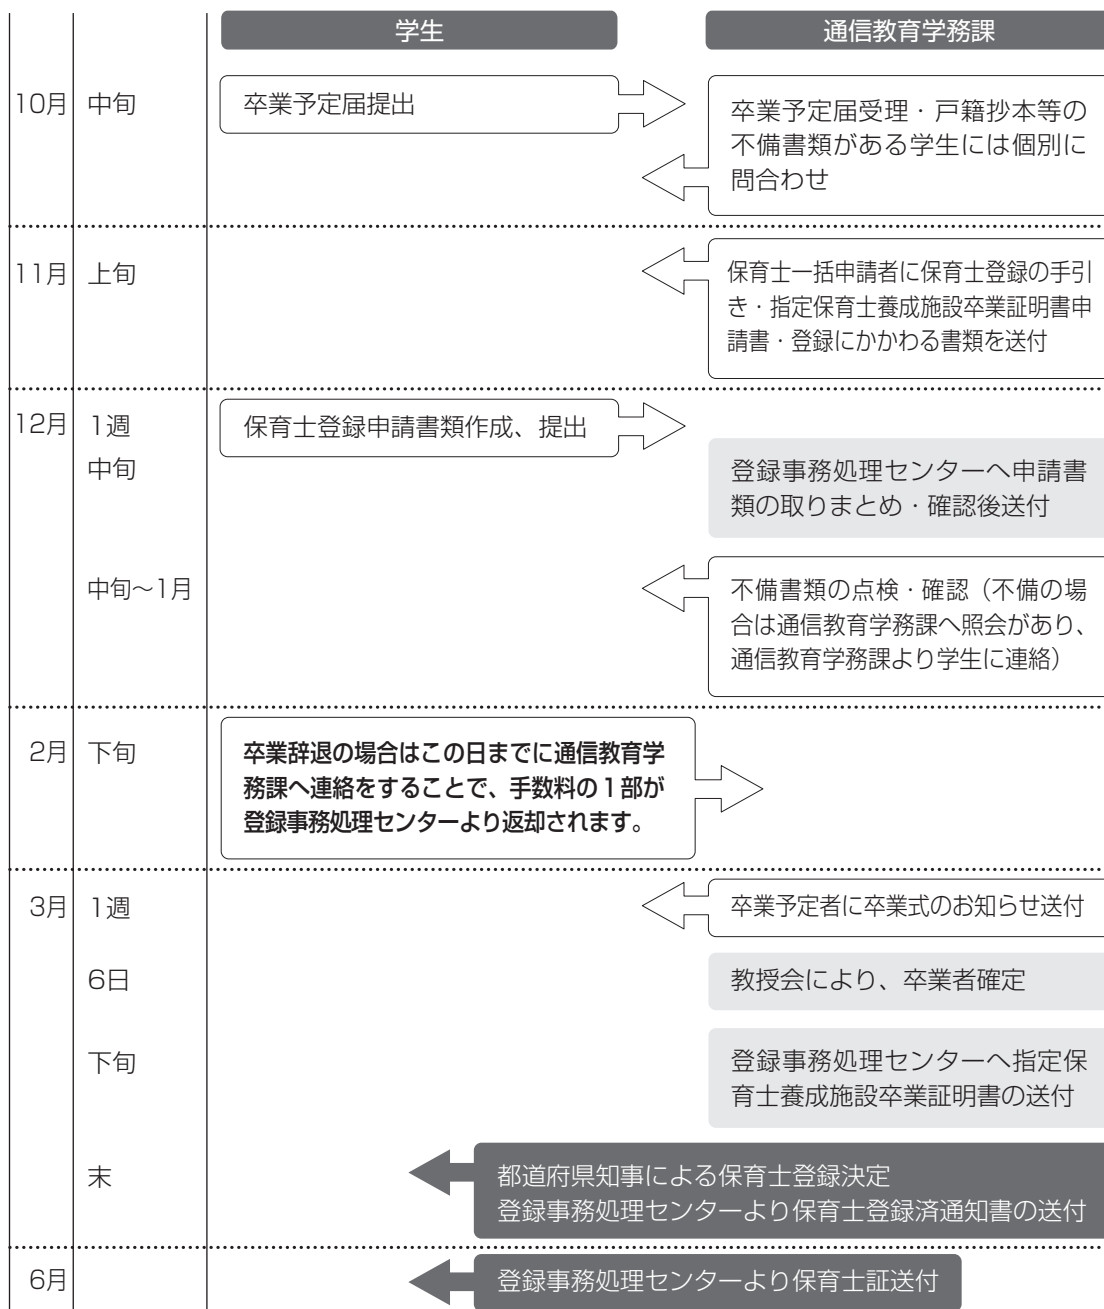 学生
通信教育学務課
10月
中旬
卒業予定届提出
卒業予定届受理・戸籍抄本等の
不備書類がある学生には個別に
問合わせ
11月
上旬
保育士一括申請者に保育士登録の手引
き・指定保育士養成施設卒業証明書申
請書・登録にかかわる書類を送付
12月
1週
保育士登録申請書類作成、提出
中旬
登録事務処理センターへ申請書
類の取りまとめ・確認後送付
中旬〜1月
不備書類の点検・確認（不備の場
合は通信教育学務課へ照会があり、
通信教育学務課より学生に連絡）
2月
下旬
卒業辞退の場合はこの日までに通信教育学
務課へ連絡をすることで、手数料の１部が
登録事務処理センターより返却されます。
3月
1週
卒業予定者に卒業式のお知らせ送付
6日
教授会により、卒業者確定
下旬
登録事務処理センターへ指定保
育士養成施設卒業証明書の送付
末
都道府県知事による保育士登録決定
登録事務処理センターより保育士登録済通知書の送付
6月
登録事務処理センターより保育士証送付